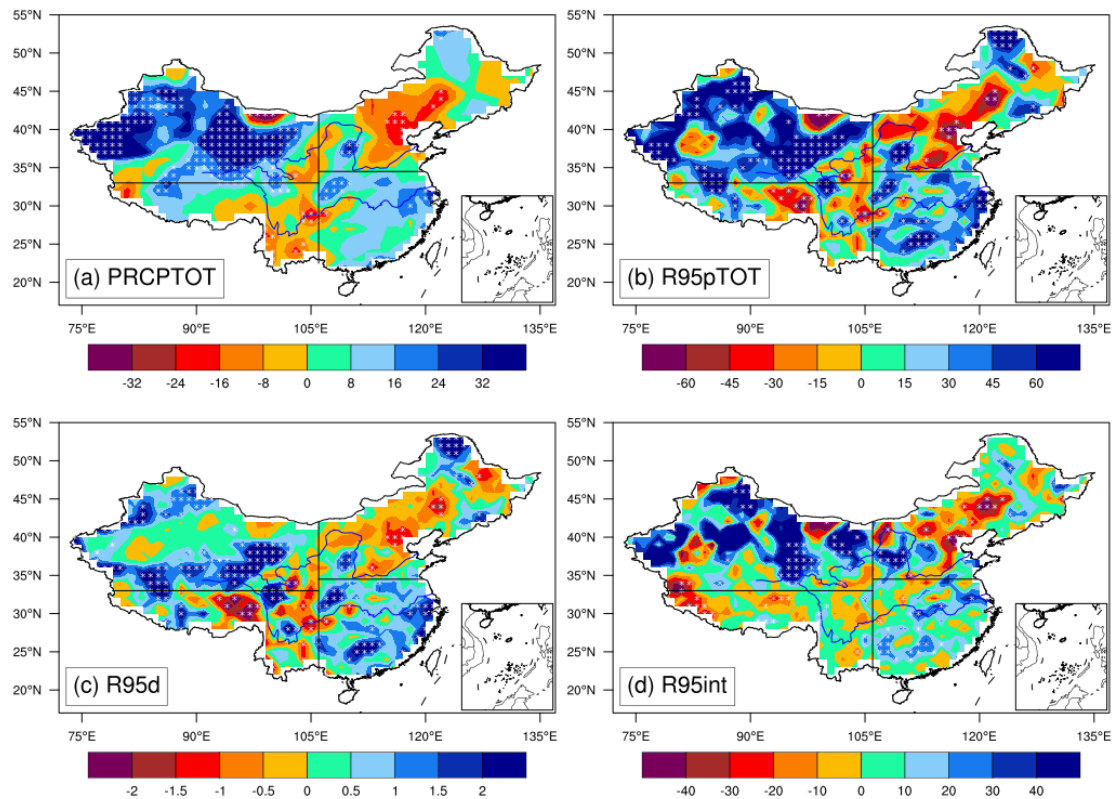 55°N
50°N
45°N
40°N
35°N
30°N
25°N
20°N
(a) PRCPTOT
75°E 90°E 105°E 120°E 135°E
-32 -24 -16 -8 0 8 16 24 32
55°N
50°N
45°N
40°N
35°N
30°N
25°N
20°N
(b) R95pTOT
75°E 90°E 105°E 120°E 135°E
-60 -45 -30 -15 0 15 30 45 60
55°N
50°N
45°N
40°N
35°N
30°N
25°N
20°N
(c) R95d
75°E 90°E 105°E 120°E 135°E
-2 -1.5 -1 -0.5 0 0.5 1 1.5 2
55°N
50°N
45°N
40°N
35°N
30°N
25°N
20°N
(d) R95int
75°E 90°E 105°E 120°E 135°E
-40 -30 -20 -10 0 10 20 30 40